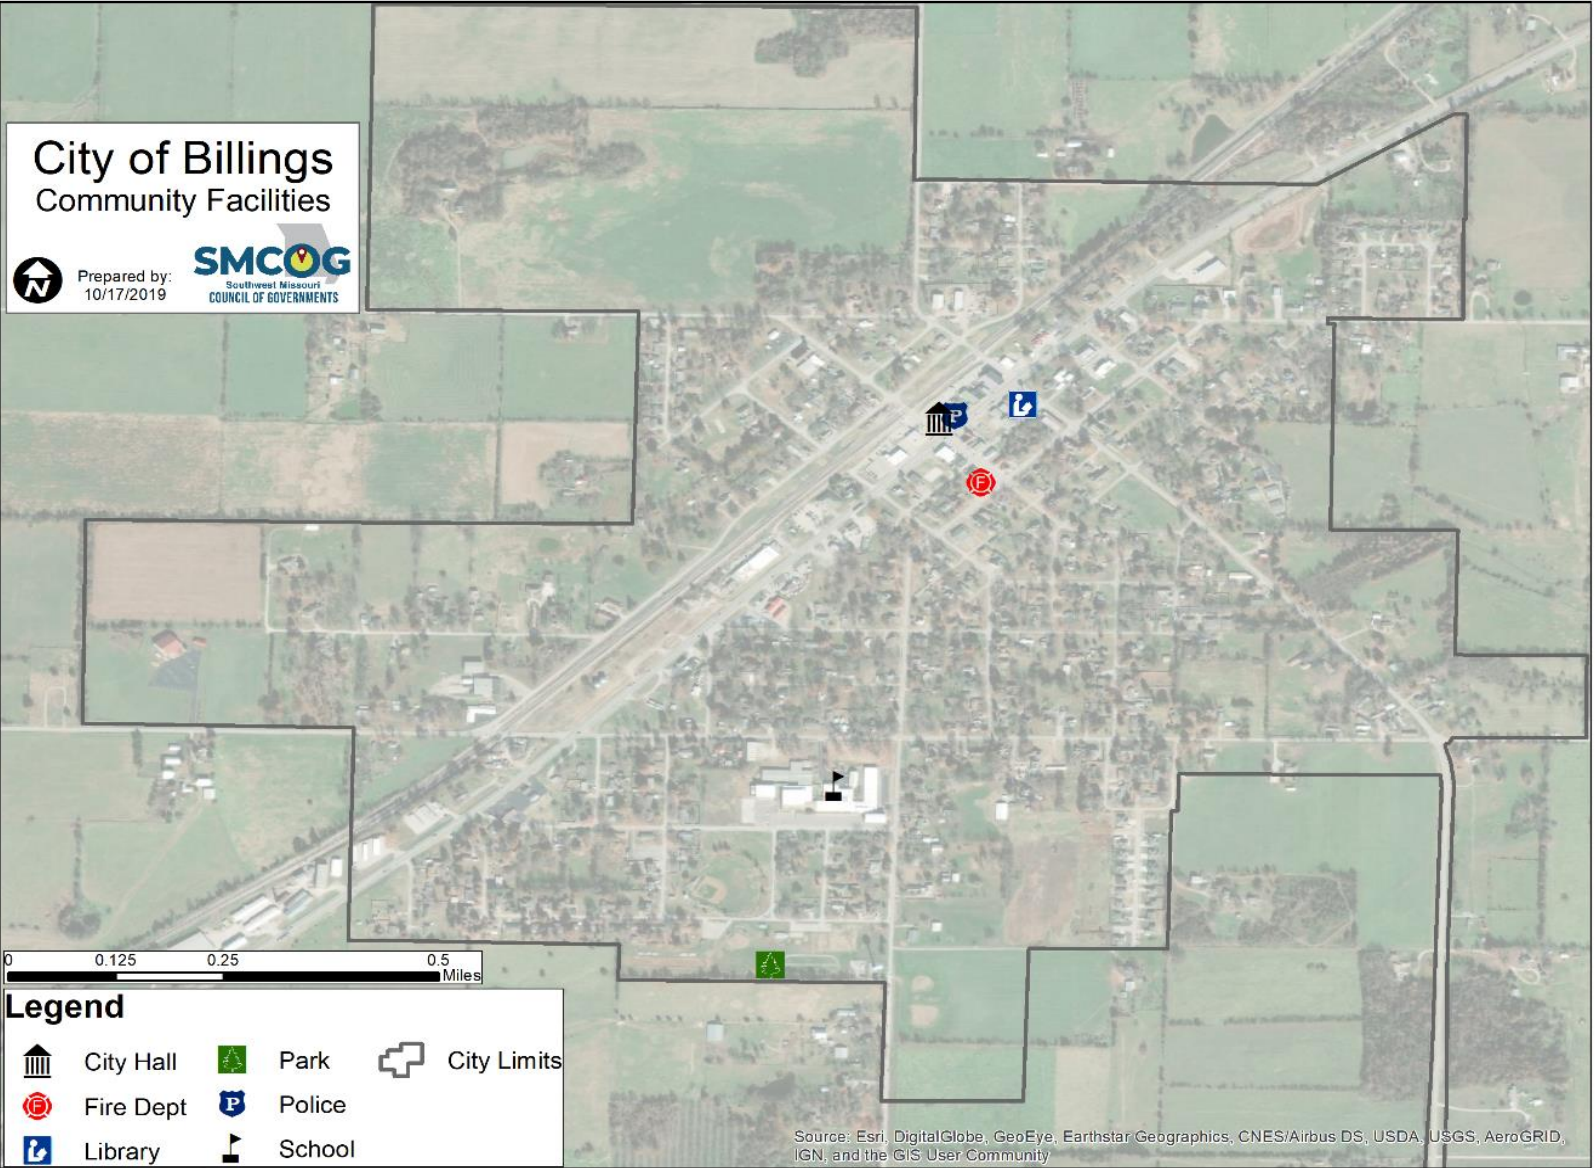 City of Billings
Community Facilities
N
Prepared by:
10/17/2019
SMCOG
Southwest Missouri
COUNCIL OF GOVERNMENTS
P
F
0 0.125 0.25 0.5
Miles
Legend
City Hall
Park
City Limits
F Fire Dept
P Police
Library
School
Source: Esri, DigitalGlobe, GeoEye, Earthstar Geographics, CNES/Airbus DS, USDA, USGS, AeroGRID,
IGN, and the GIS User Community